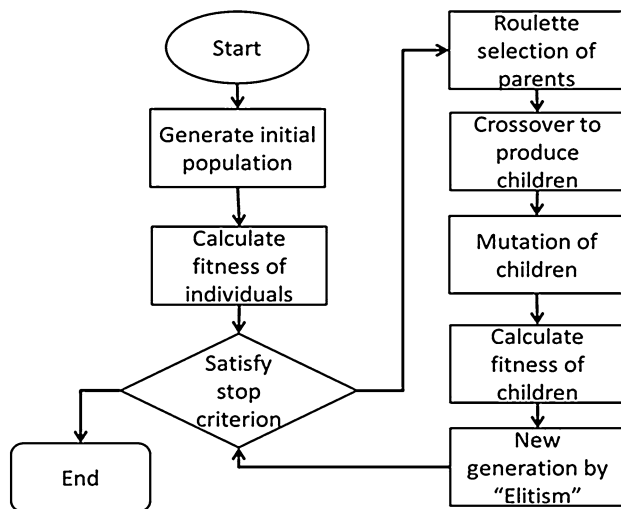 Start
Generate initial
population
Calculate
fitness of
individuals
Satisfy
stop
criterion
End
Roulette
selection of
parents
Crossover to
produce
children
Mutation of
children
Calculate
fitness of
children
New
generation by
“Elitism”